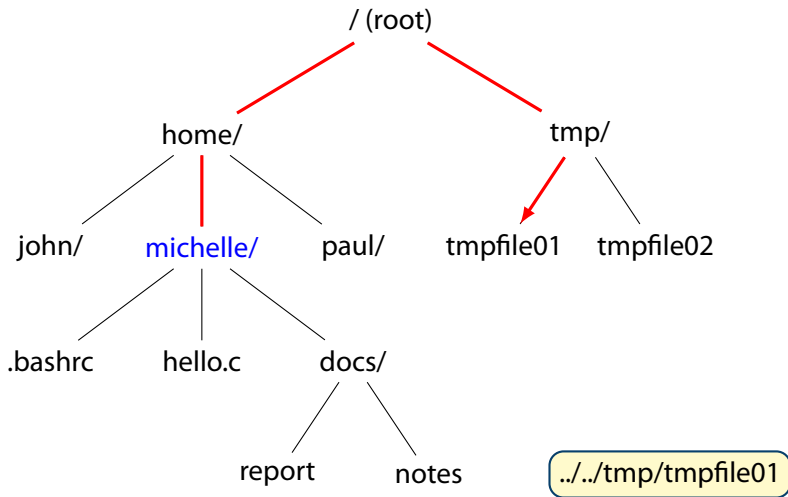 / (root)
home/ tmp/
john/ michelle/ paul/ tmpfile01 tmpfile02
.bashrc hello.c docs/
report notes ../../tmp/tmpfile01